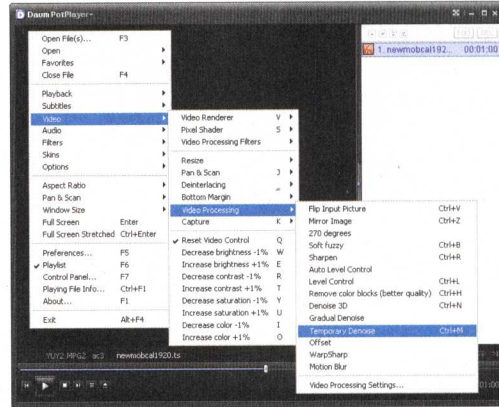 Daum PotPlayer
1. newmobcal192... 00:01:00
Open File(s)... F3
Open
Favorites
Close File F4
Playback
Subtitles
Video
Audio
Filters
Skins
Options
Aspect Ratio
Pan & Scan
Window Size
Full Screen Enter
Full Screen Stretched Ctrl+Enter
Preferences... F5
Playlist F6
Control Panel... F7
Playing File Info... Ctrl+F1
About... F1
Exit Alt+F4
Video Renderer V
Pixel Shader S
Video Processing Filters
Resize
Pan & Scan J
Deinterlacing
Bottom Margin
Video Processing
Capture K
Reset Video Control Q
Decrease brightness -1% W
Increase brightness +1% E
Decrease contrast -1% R
Increase contrast +1% T
Decrease saturation -1% Y
Increase saturation +1% U
Decrease color -1% I
Increase color +1% O
Flip Input Picture Ctrl+V
Mirror Image Ctrl+Z
270 degrees
Soft fuzzy Ctrl+B
Sharpen Ctrl+R
Auto Level Control
Level Control Ctrl+L
Remove color blocks (better quality) Ctrl+H
Denoise 3D Ctrl+N
Gradual Denoise
Temporary Denoise Ctrl+M
Offset
WarpSharp
Motion Blur
Video Processing Settings...
YUY2 MPG2 ac3 newmobcal1920.ts